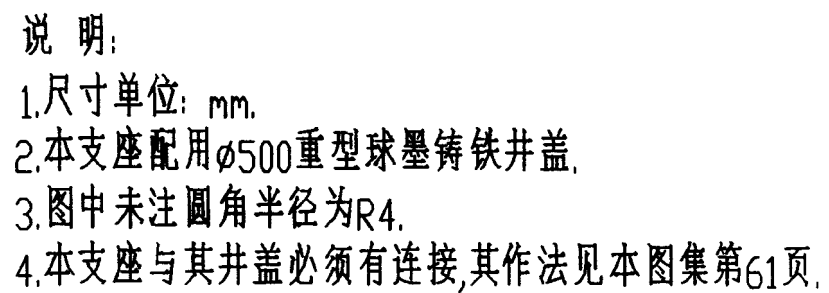 说 明:
1.尺寸单位: mm.
2.本支座配用φ500重型球墨铸铁井盖.
3.图中未注圆角半径为R4.
4.本支座与其井盖必须有连接,其作法见本图集第61页.